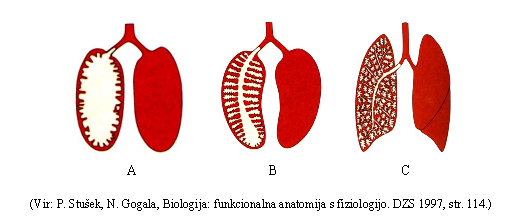 A B C
(Vir: P. Stušek, N. Gogala, Biologija: funkcionalna anatomija s fiziologijo. DZS 1997, str. 114.)